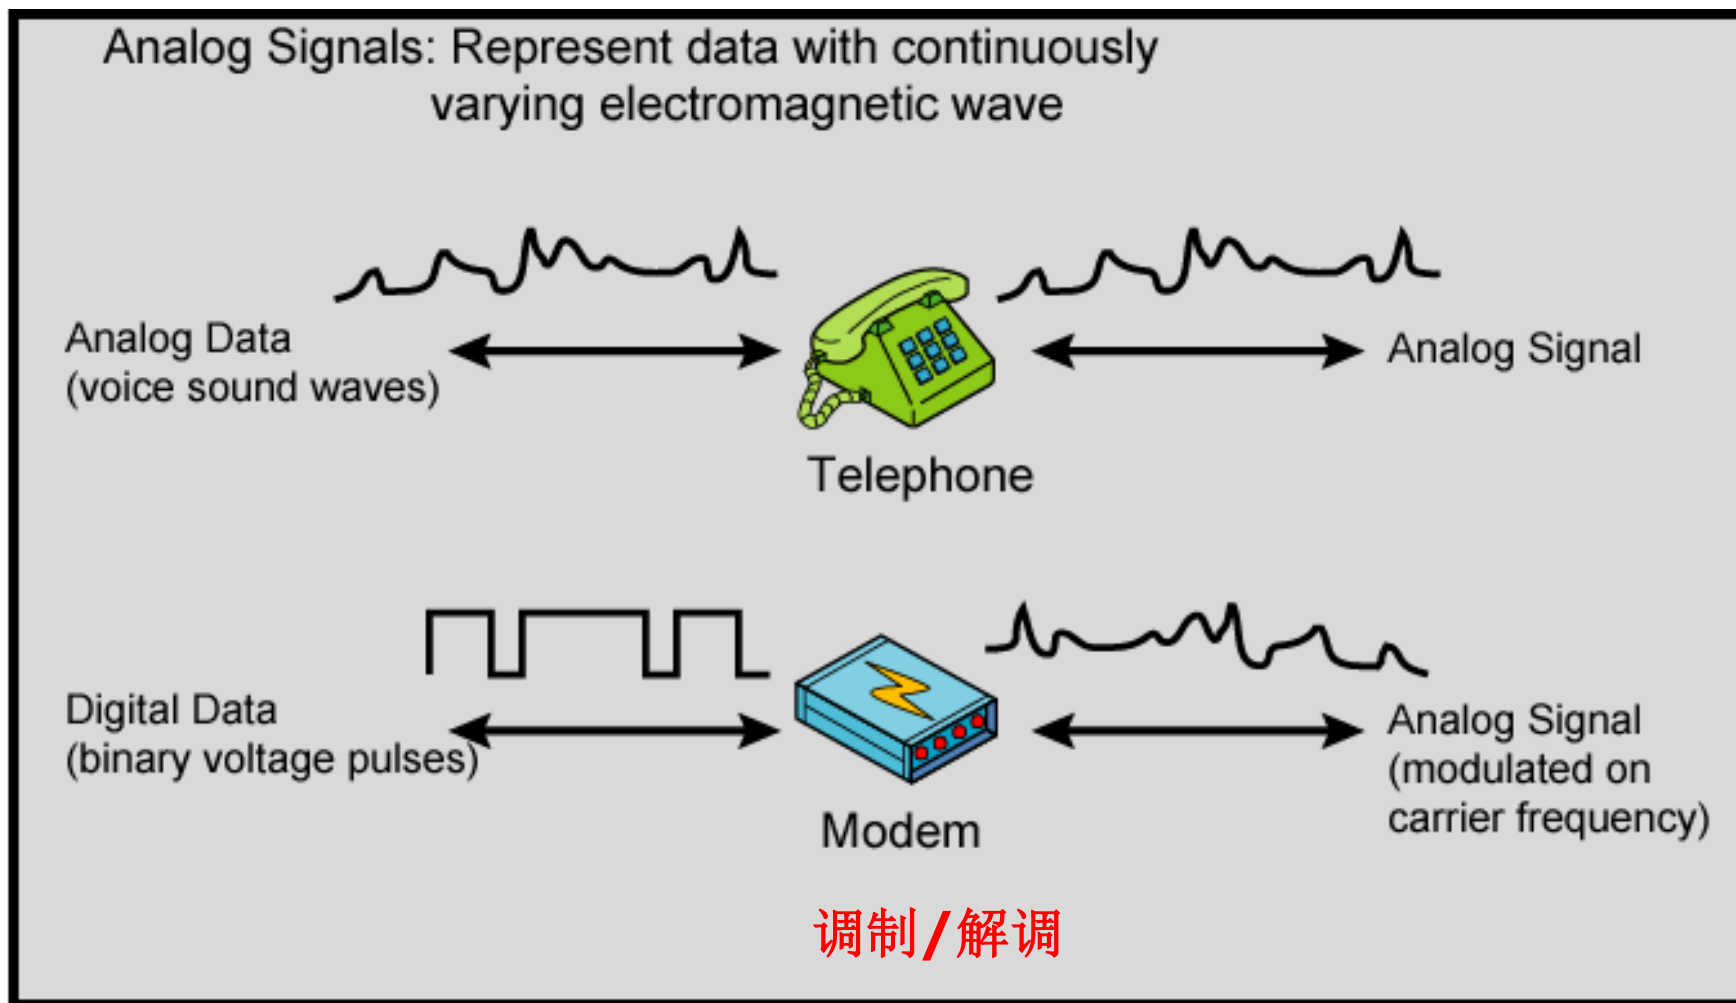 Analog Signals: Represent data with continuously
varying electromagnetic wave
Analog Data
(voice sound waves)
Analog Signal
Telephone
Digital Data
(binary voltage pulses)
Analog Signal
(modulated on
carrier frequency)
Modem
调制/解调